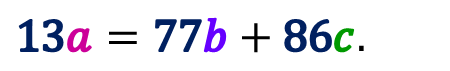 13a = 77b + 86c.